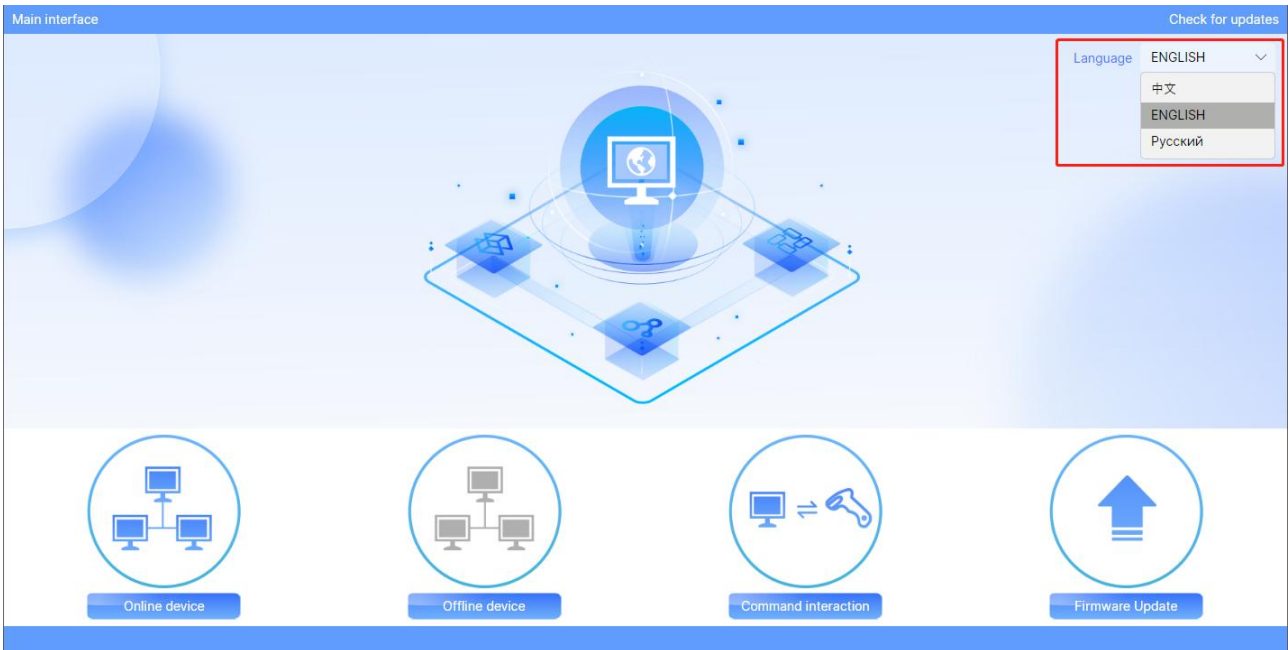 Main interface
Check for updates
Language ENGLISH
中文
ENGLISH
Русский
Online device
Offline device
Command interaction
Firmware Update